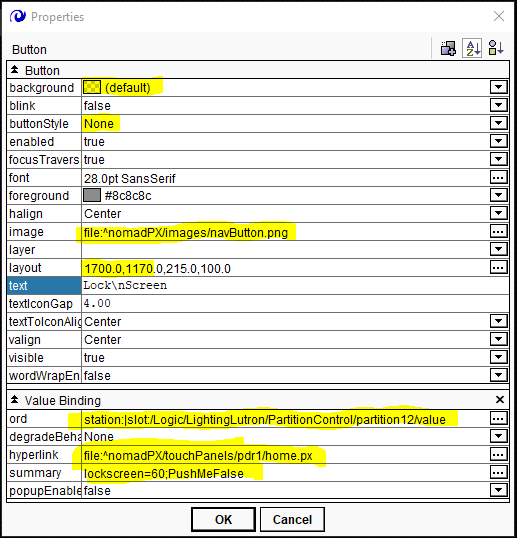 Properties
Button
Button
background (default)
blink false
buttonStyle None
enabled true
focusTravers true
font 28.0pt SansSerif
foreground #8c8c8c
halign Center
image file:^nomadPX/images/navButton.png
layer
layout 1700.0,1170.0,215.0,100.0
text Lock\nScreen
textIconGap 4.00
textToIconAlig Center
valign Center
visible true
wordWrapEn false
Value Binding
ord station:|slot:/Logic/LightingLutron/PartitionControl/partition12/value
degradeBeha None
hyperlink file:^nomadPX/touchPanels/pdr1/home.px
summary lockscreen=60;PushMeFalse
popupEnable false
OK Cancel